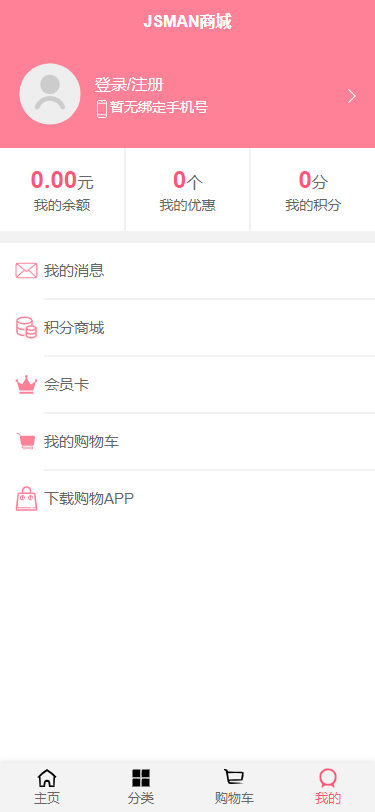 JSMAN商城
登录/注册
暂无绑定手机号
0.00元 0个 0分
我的余额 我的优惠 我的积分
我的消息
积分商城
会员卡
我的购物车
下载购物APP
主页 分类 购物车 我的